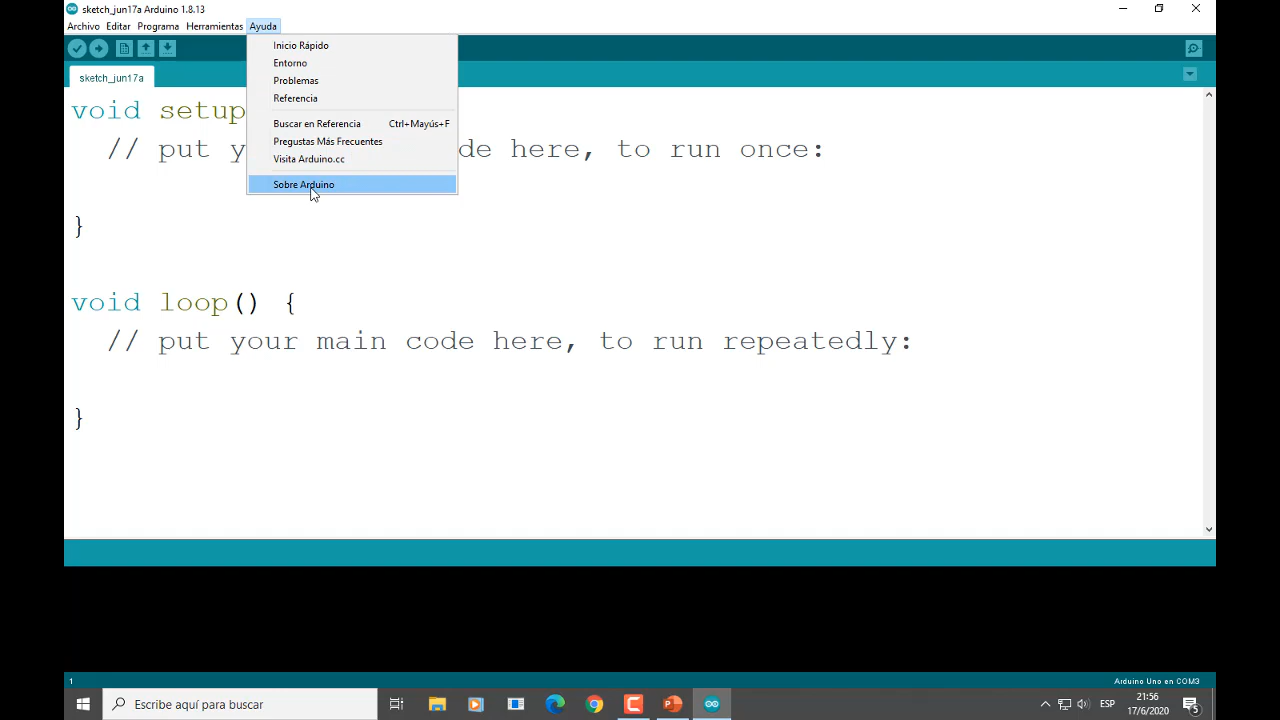 sketch_jun17a Arduino 1.8.13
Archivo Editar Programa Herramientas Ayuda
Inicio Rápido
Entorno
Problemas
Referencia
Buscar en Referencia Ctrl+Mayús+F
Preguntas Más Frecuentes
Visita Arduino.cc
Sobre Arduino
sketch_jun17a
void setup
// put y de here, to run once:
}
void loop() {
// put your main code here, to run repeatedly:
}
1 Arduino Uno en COM3
Escribe aquí para buscar
ESP
21:56
17/6/2020
5